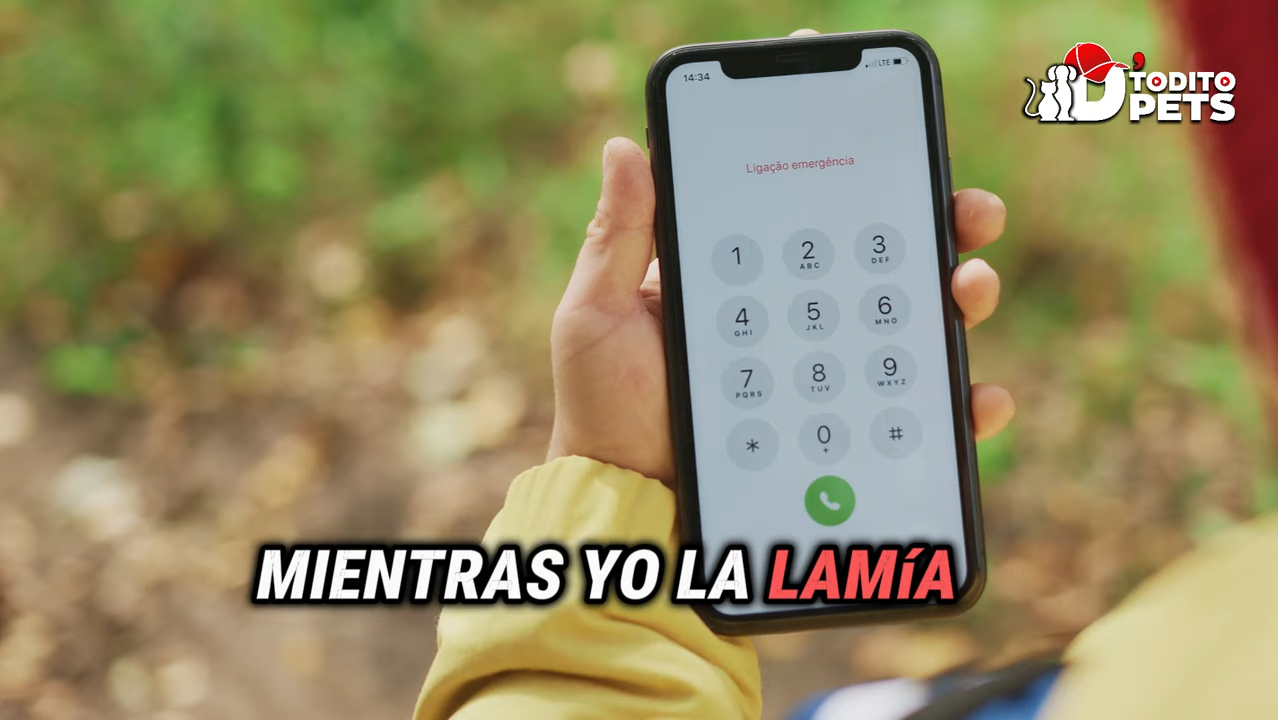 14:34
LTE
D'TODITO
PETS
Ligação emergência
1
2
ABC
3
DEF
4
GHI
5
JKL
6
MNO
7
PQRS
8
TUV
9
WXYZ
*
0
+
#
MIENTRAS YO LA LAMíA